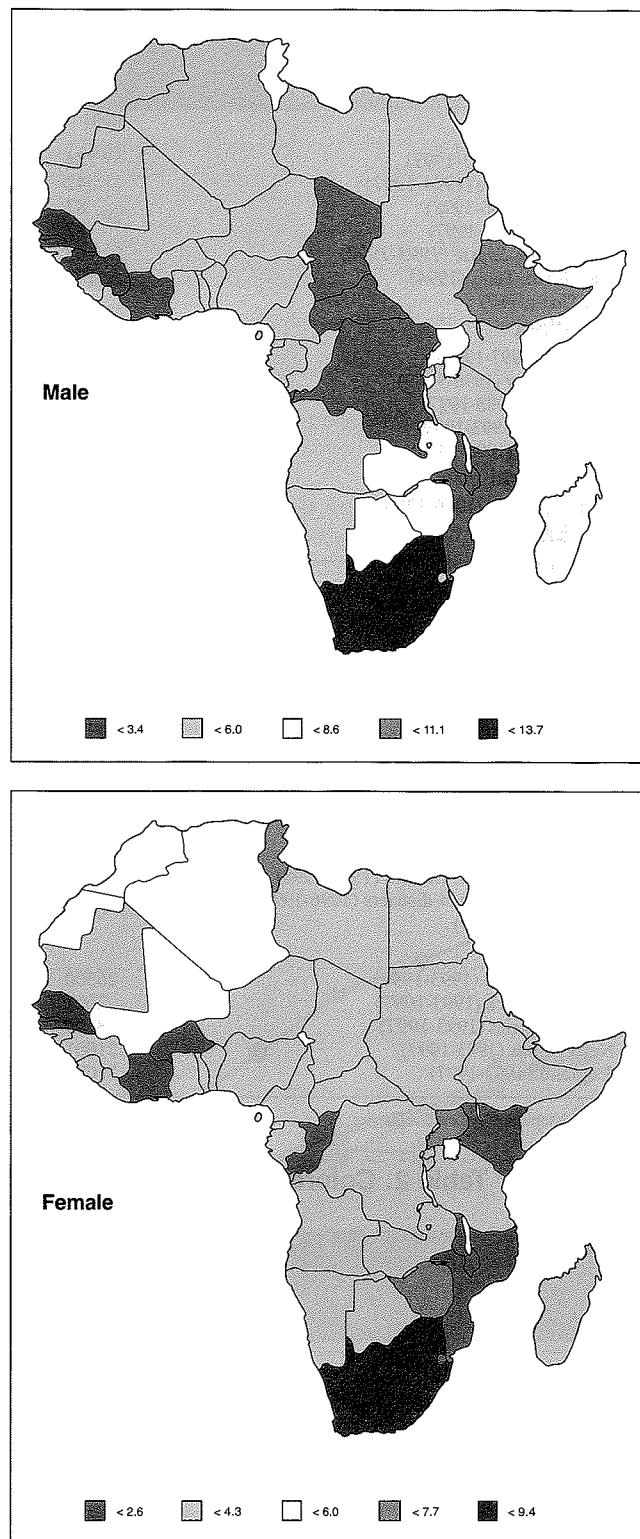 Male
< 3.4 < 6.0 < 8.6 < 11.1 < 13.7
Female
< 2.6 < 4.3 < 6.0 < 7.7 < 9.4